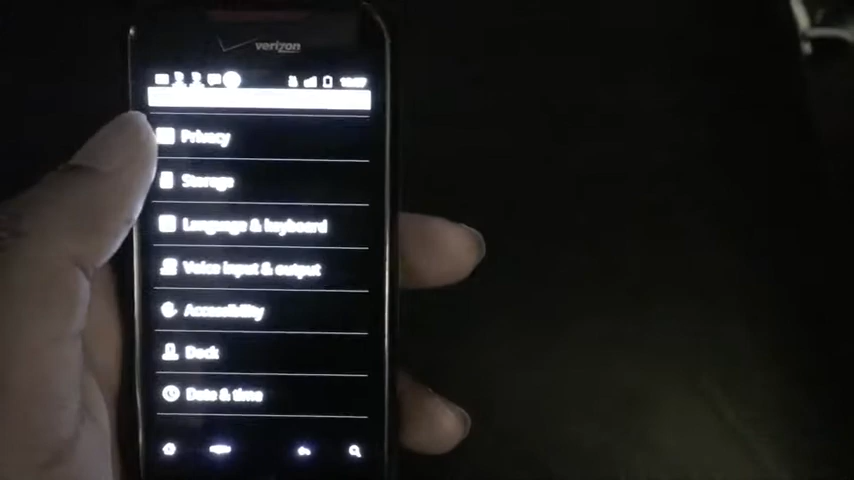 verizon
Privacy
Storage
Language & keyboard
Voice input & output
Accessibility
Dock
Date & time